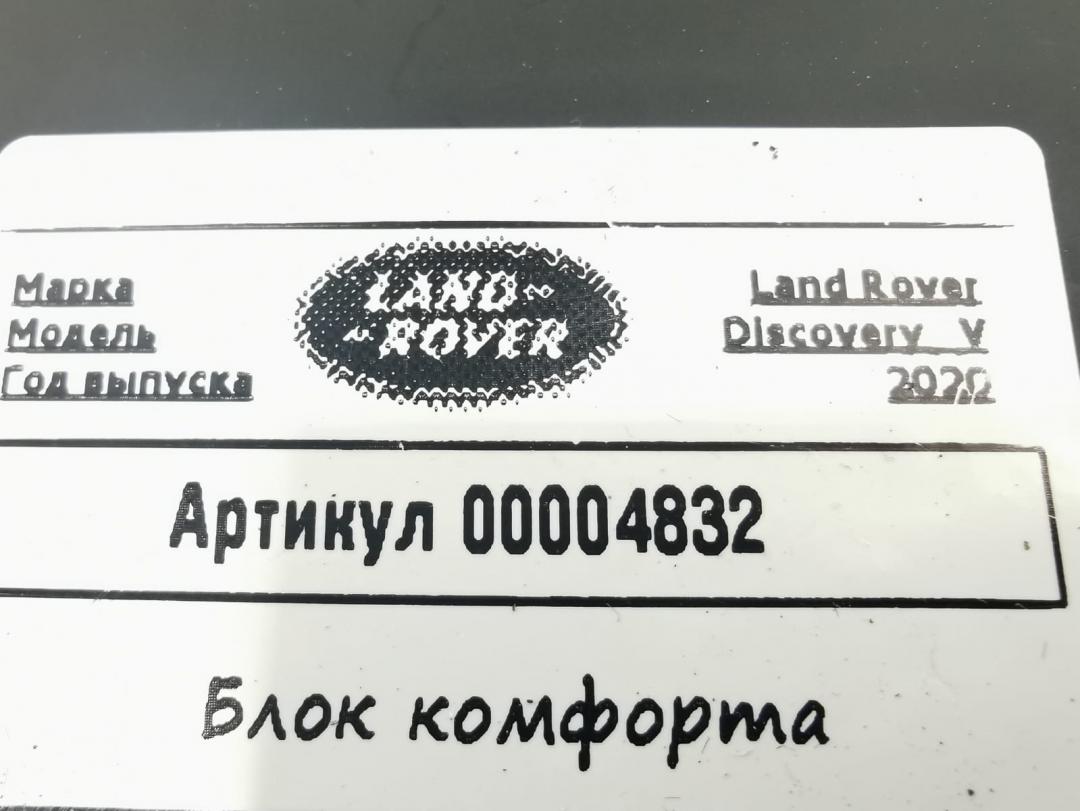 Марка
Модель
Год выпуска
LAND-
-ROVER
Land Rover
Discovery V
2020
Артикул 00004832
Блок комфорта